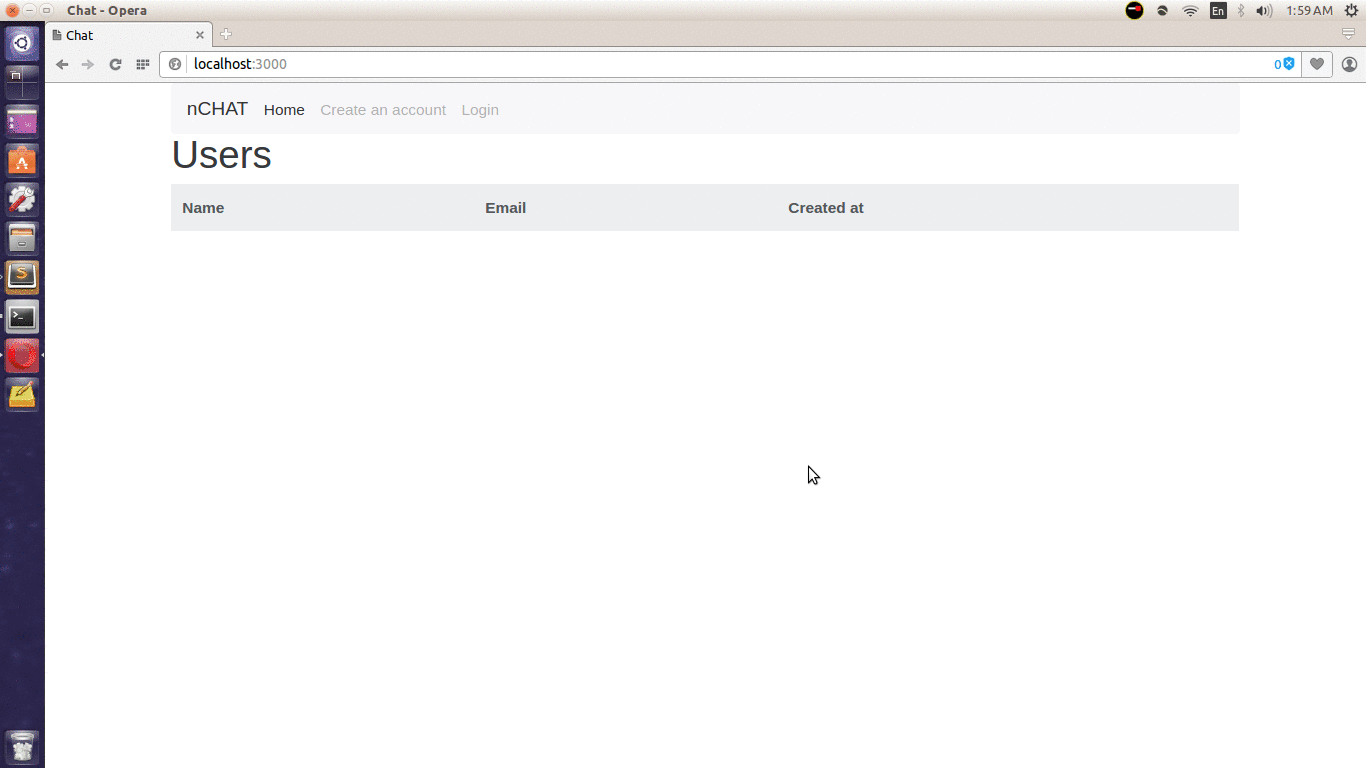 Chat - Opera
En
1:59 AM
Chat
localhost:3000
0
nCHAT Home Create an account Login
Users
Name Email Created at